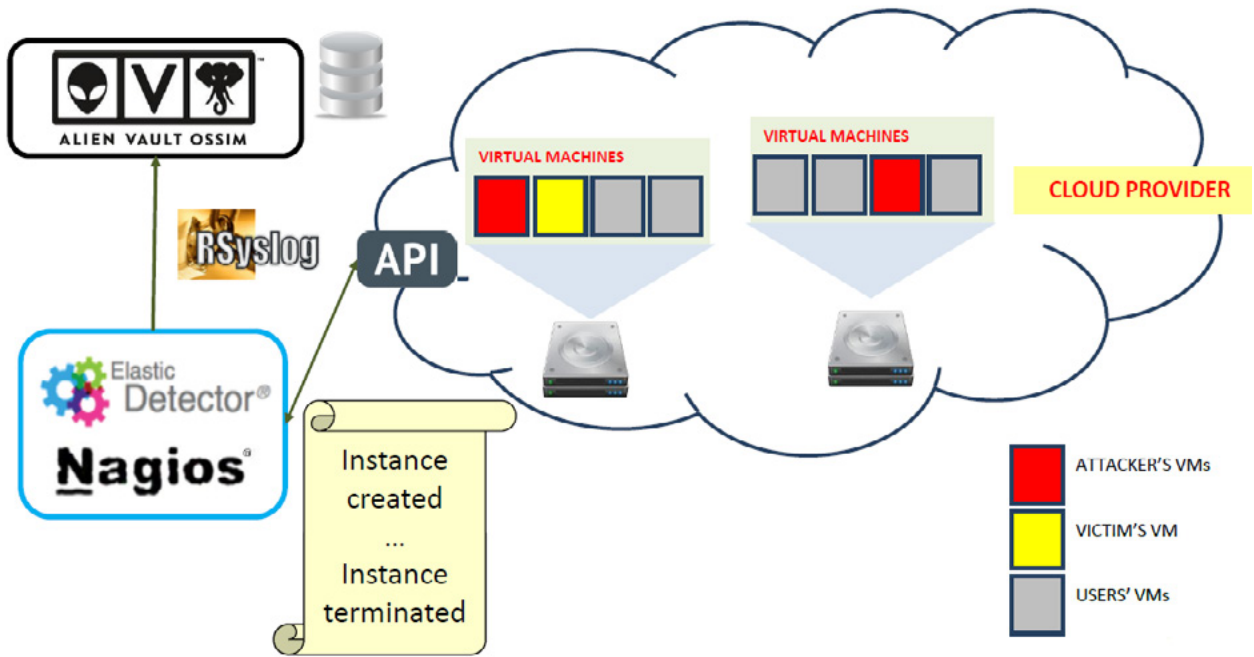 V ™
ALIEN VAULT OSSIM
VIRTUAL MACHINES
VIRTUAL MACHINES
CLOUD PROVIDER
RSyslog
API
Elastic
Detector®
Nagios®
Instance
created
...
Instance
terminated
ATTACKER'S VMs
VICTIM'S VM
USERS' VMs